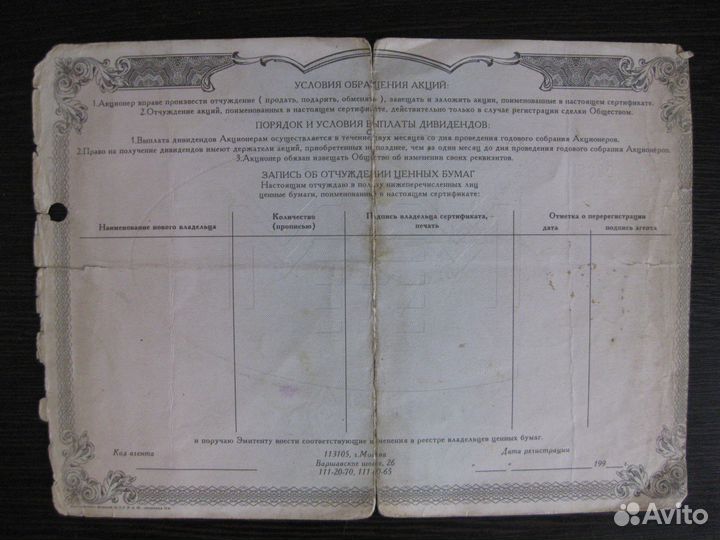 УСЛОВИЯ ОБРАЩЕНИЯ АКЦИЙ:
1.Акционер вправе произвести отчуждение ( продать, подарить, обменять ), завещать и заложить акции, поименованные в настоящем сертификате.
2.Отчуждение акций, поименованных в настоящем сертификате, действительно только в случае регистрации сделки Обществом.
ПОРЯДОК И УСЛОВИЯ ВЫПЛАТЫ ДИВИДЕНДОВ:
1.Выплата дивидендов Акционерам осуществляется в течение двух месяцев со дня проведения годового собрания Акционеров.
2.Право на получение дивидендов имеют держатели акций, приобретенных не позднее, чем за один месяц до дня проведения годового собрания Акционеров.
3.Акционер обязан извещать Общество об изменении своих реквизитов.
ЗАПИСЬ ОБ ОТЧУЖДЕНИИ ЦЕННЫХ БУМАГ
Настоящим отчуждаю в пользу нижеперечисленных лиц
ценные бумаги, поименованные в настоящем сертификате:
Наименование нового владельца
Количество
(прописью)
Подпись владельца сертификата,
печать
Отметка о перерегистрации
дата
подпись агента
и поручаю Эмитенту внести соответствующие изменения в реестре владельцев ценных бумаг.
Код агента
113105, г.Москва
Варшавское шоссе, 26
111-20-70, 111-60-65
Дата регистрации
" " 199 г.
Avito